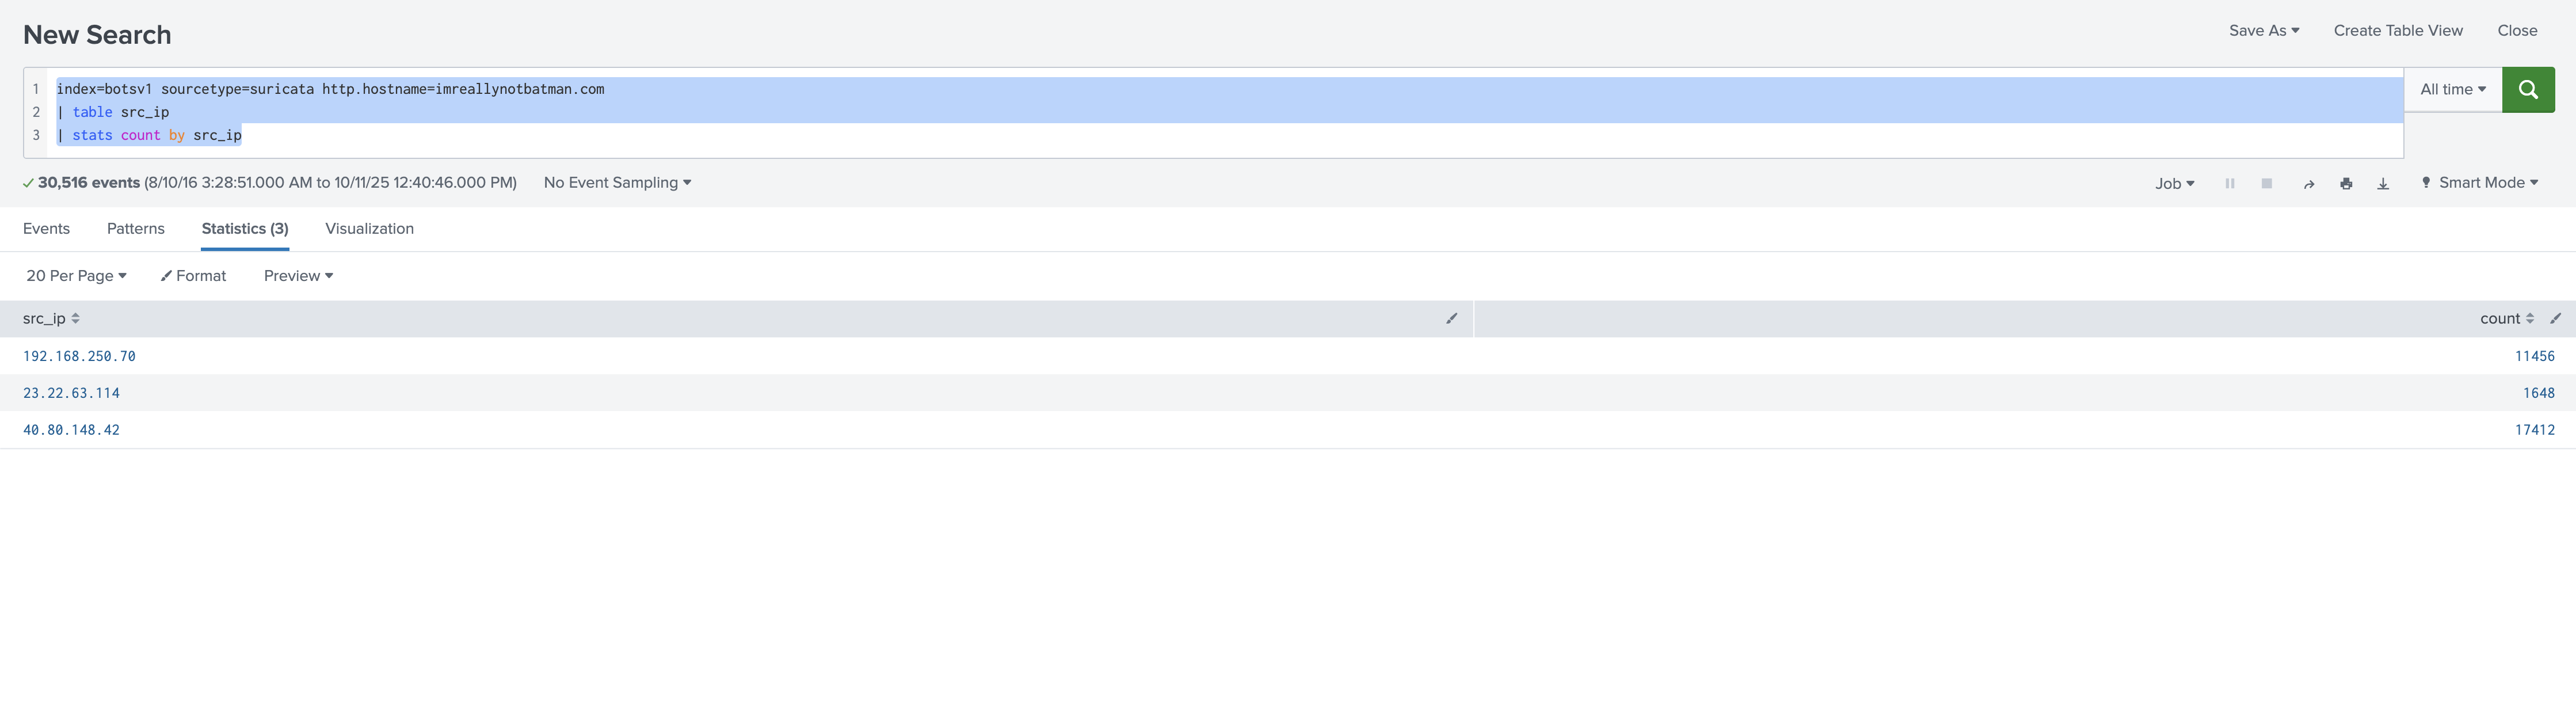 New Search
Save As Create Table View Close
1 index=botsv1 sourcetype=suricata http.hostname=imreallynotbatman.com
2 | table src_ip
3 | stats count by src_ip
All time
30,516 events (8/10/16 3:28:51.000 AM to 10/11/25 12:40:46.000 PM) No Event Sampling
Job Smart Mode
Events Patterns Statistics (3) Visualization
20 Per Page Format Preview
src_ip count
192.168.250.70 11456
23.22.63.114 1648
40.80.148.42 17412